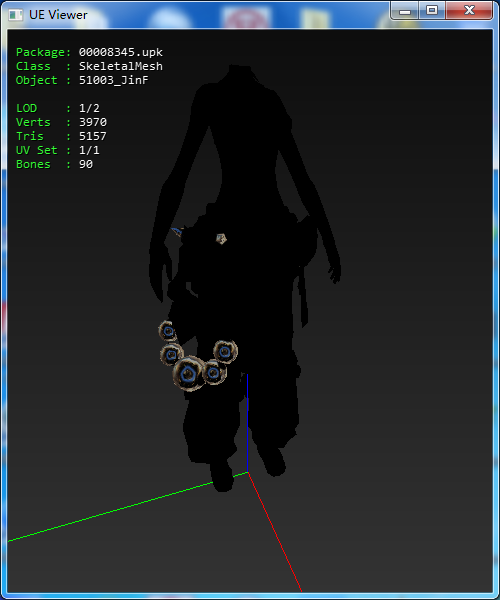 UE Viewer
Package: 00008345.upk
Class : SkeletalMesh
Object : 51003_JinF
LOD : 1/2
Verts : 3970
Tris : 5157
UV Set : 1/1
Bones : 90